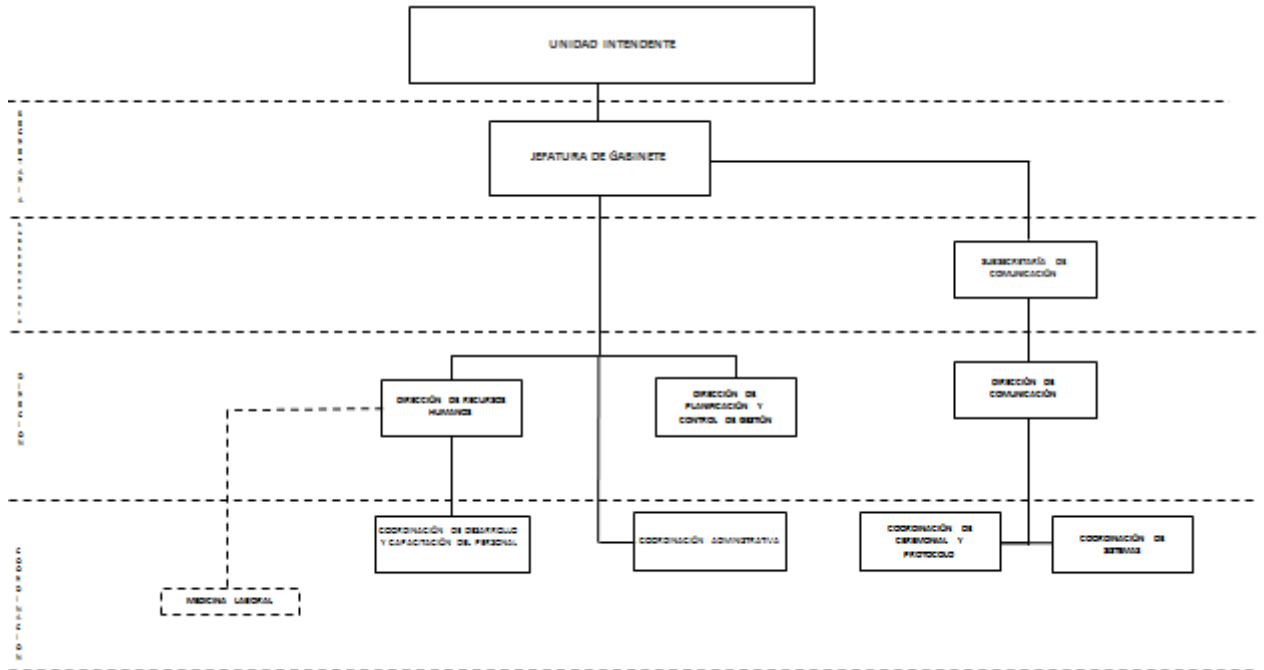 UNIDAD INTENDENTE
JEFATURA DE GABINETE
SUBSECRETARÍA DE
COMUNICACIÓN
DIRECCIÓN DE RECURSOS
HUMANOS
DIRECCIÓN DE
PLANIFICACIÓN Y
CONTROL DE GESTIÓN
DIRECCIÓN DE
COMUNICACIÓN
COORDINACIÓN DE DESARROLLO
Y CAPACITACIÓN DEL PERSONAL
COORDINACIÓN ADMINISTRATIVA
COORDINACIÓN DE
CEREMONIAL Y
PROTOCOLO
COORDINACIÓN DE
SISTEMAS
MEDICINA LABORAL